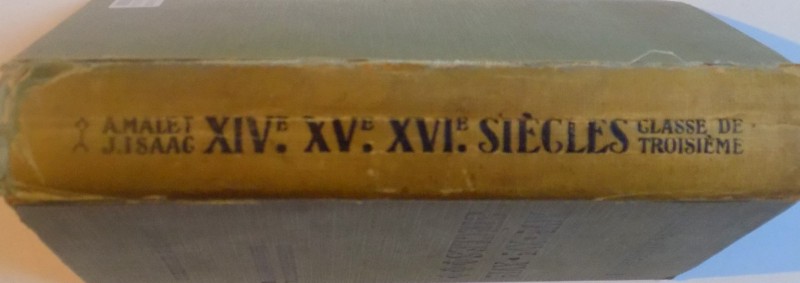 A. MALET
J. ISAAC
XIVE. XVE. XVIE. SIÈCLES
CLASSE DE
TROISIÈME